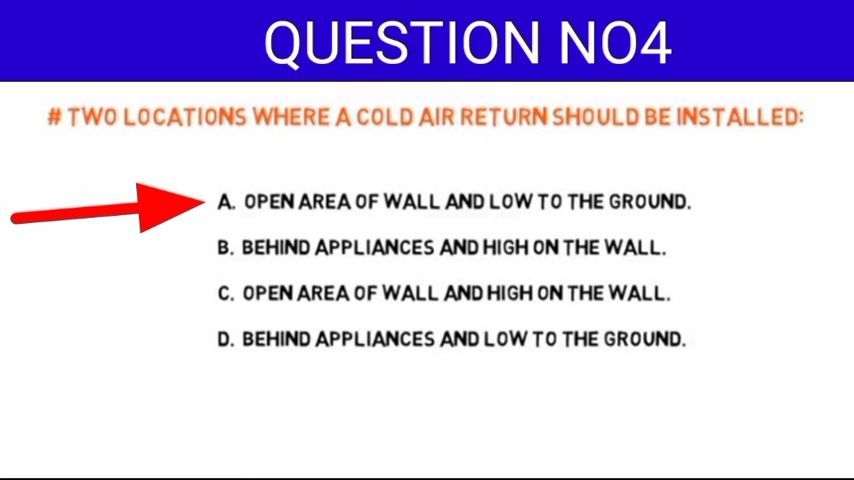 QUESTION NO4
# TWO LOCATIONS WHERE A COLD AIR RETURN SHOULD BE INSTALLED:
A. OPEN AREA OF WALL AND LOW TO THE GROUND.
B. BEHIND APPLIANCES AND HIGH ON THE WALL.
C. OPEN AREA OF WALL AND HIGH ON THE WALL.
D. BEHIND APPLIANCES AND LOW TO THE GROUND.